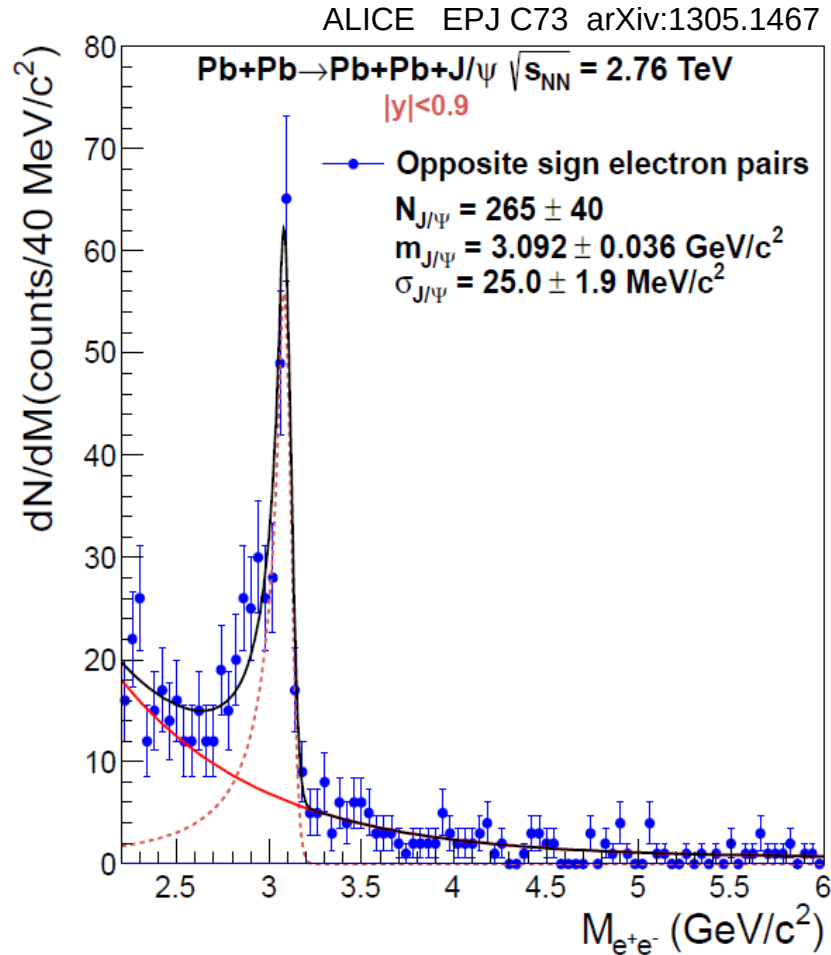 ALICE EPJ C73 arXiv:1305.1467
Pb+Pb→Pb+Pb+J/ψ √s_NN = 2.76 TeV
|y|<0.9
Opposite sign electron pairs
N_J/Ψ = 265 ± 40
m_J/Ψ = 3.092 ± 0.036 GeV/c²
σ_J/Ψ = 25.0 ± 1.9 MeV/c²
dN/dM(counts/40 MeV/c²)
80
70
60
50
40
30
20
10
0
2.5 3 3.5 4 4.5 5 5.5 6
M_e⁺e⁻ (GeV/c²)